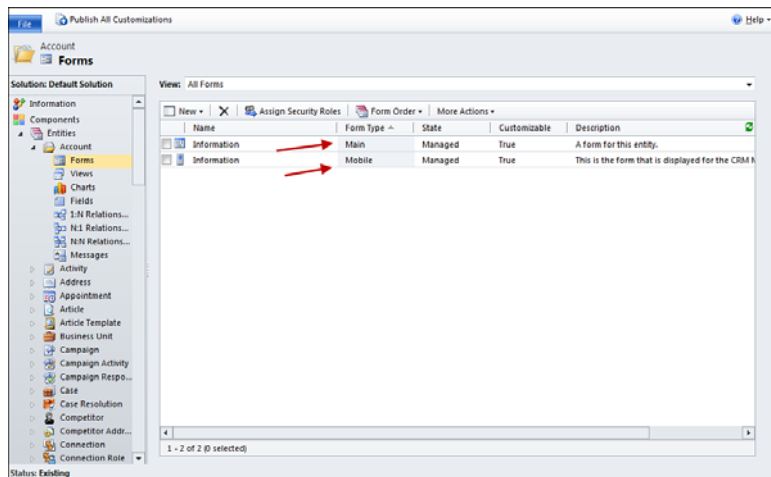 File
Publish All Customizations
Help
Account
Forms
Solution: Default Solution
View: All Forms
Information
Components
Entities
Account
Forms
Views
Charts
Fields
1:N Relations...
N:1 Relations...
N:N Relations...
Messages
Activity
Address
Appointment
Article
Article Template
Business Unit
Campaign
Campaign Activity
Campaign Respo...
Case
Case Resolution
Competitor
Competitor Addr...
Connection
Connection Role
New Assign Security Roles Form Order More Actions
Name Form Type State Customizable Description
Information Main Managed True A form for this entity.
Information Mobile Managed True This is the form that is displayed for the CRM
1 - 2 of 2 (0 selected)
Status: Existing